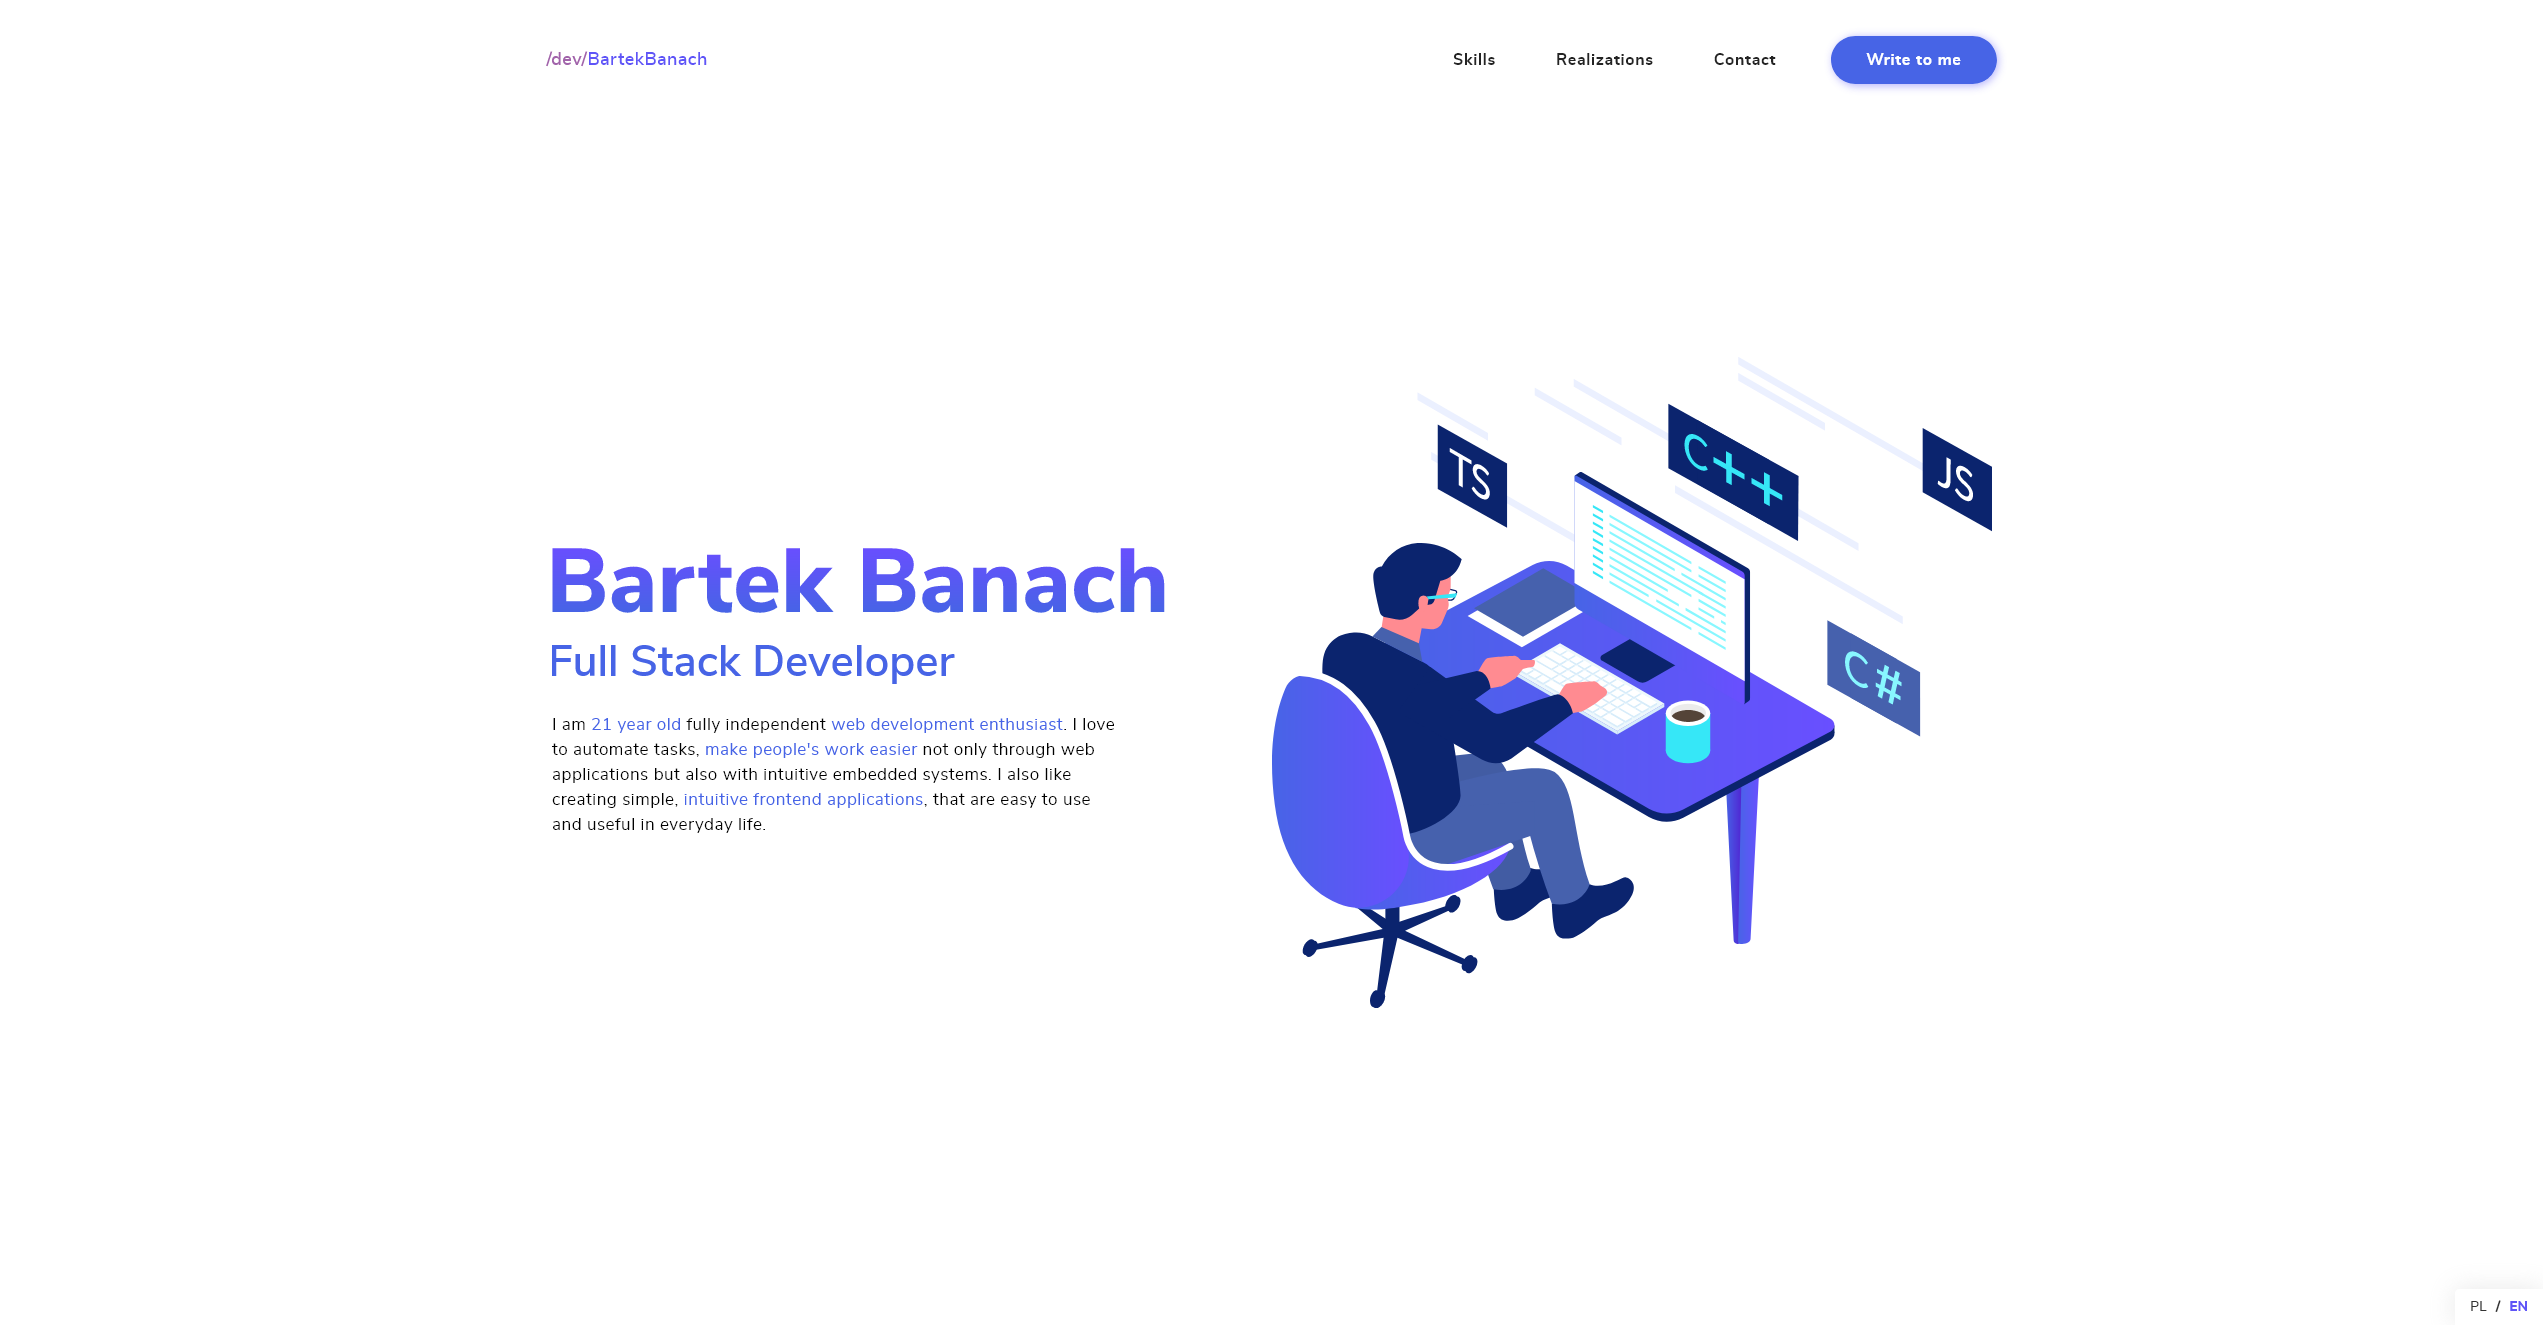 /dev/BartekBanach
Skills
Realizations
Contact
Write to me
TS
C++
JS
C#
Bartek Banach
Full Stack Developer
I am 21 year old fully independent web development enthusiast. I love
to automate tasks, make people's work easier not only through web
applications but also with intuitive embedded systems. I also like
creating simple, intuitive frontend applications, that are easy to use
and useful in everyday life.
PL / EN